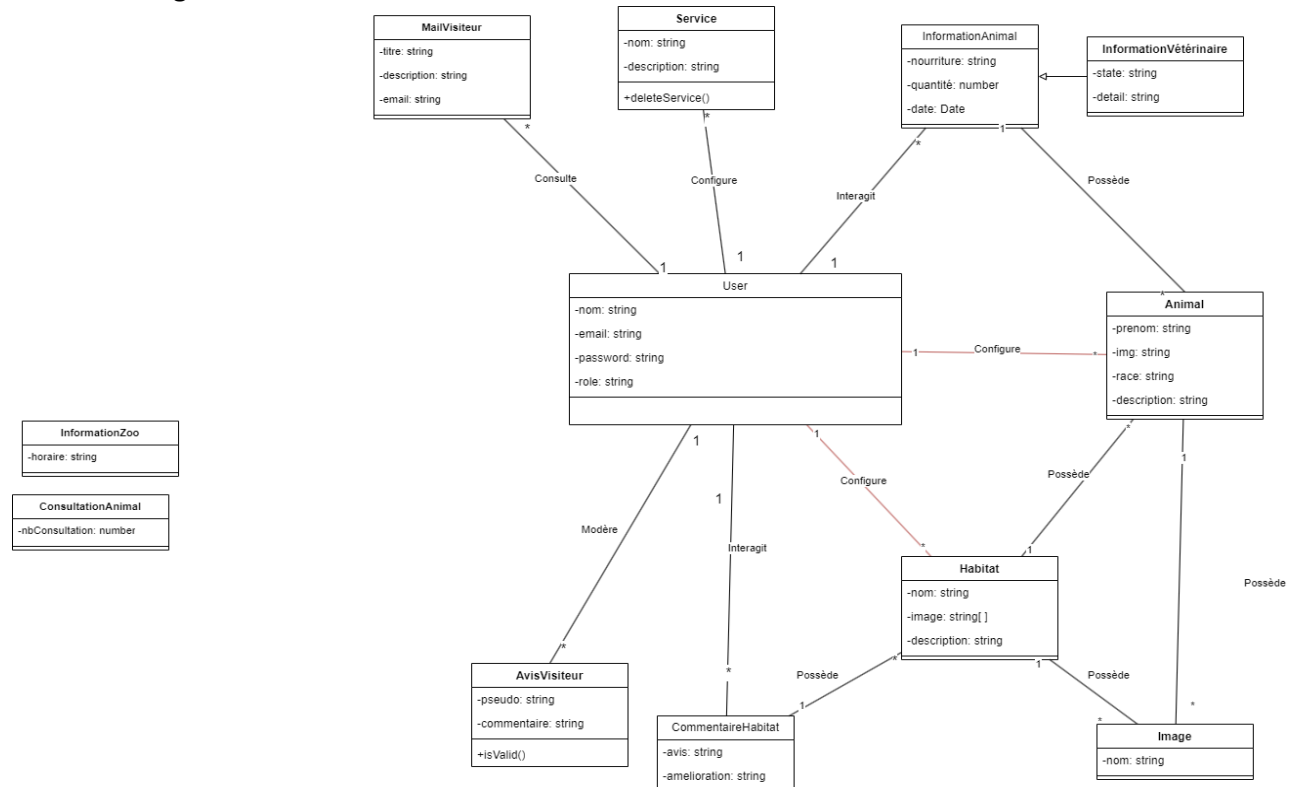 MailVisiteur
-titre: string
-description: string
-email: string
Service
-nom: string
-description: string
+deleteService()
InformationAnimal
-nourriture: string
-quantité: number
-date: Date
InformationVétérinaire
-state: string
-detail: string
*
*
*
1
Consulte
Configure
Interagit
Possède
1
1
1
User
-nom: string
-email: string
-password: string
-role: string
*
Animal
-prenom: string
-img: string
-race: string
-description: string
1
Configure
*
InformationZoo
-horaire: string
ConsultationAnimal
-nbConsultation: number
1
1
1
1
*
1
Configure
Possède
Modère
Interagit
*
1
Habitat
-nom: string
-image: string[ ]
-description: string
Possède
*
*
AvisVisiteur
-pseudo: string
-commentaire: string
+isValid()
Possède
*
1
1
Possède
*
*
CommentaireHabitat
-avis: string
-amelioration: string
Image
-nom: string